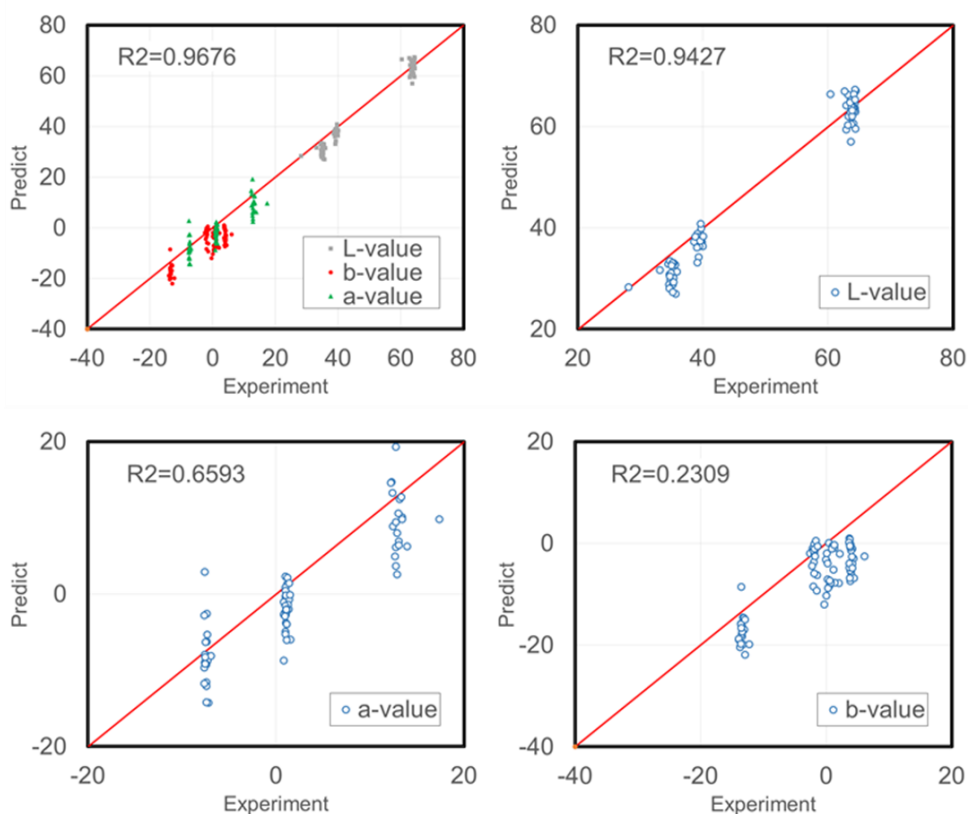 80
60
40
20
0
-20
-40
-40 -20 0 20 40 60 80
Predict
Experiment
R2=0.9676
L-value
b-value
a-value
80
60
40
20
20 40 60 80
Predict
Experiment
R2=0.9427
L-value
20
0
-20
-20 0 20
Predict
Experiment
R2=0.6593
a-value
20
0
-20
-40
-40 -20 0 20
Predict
Experiment
R2=0.2309
b-value